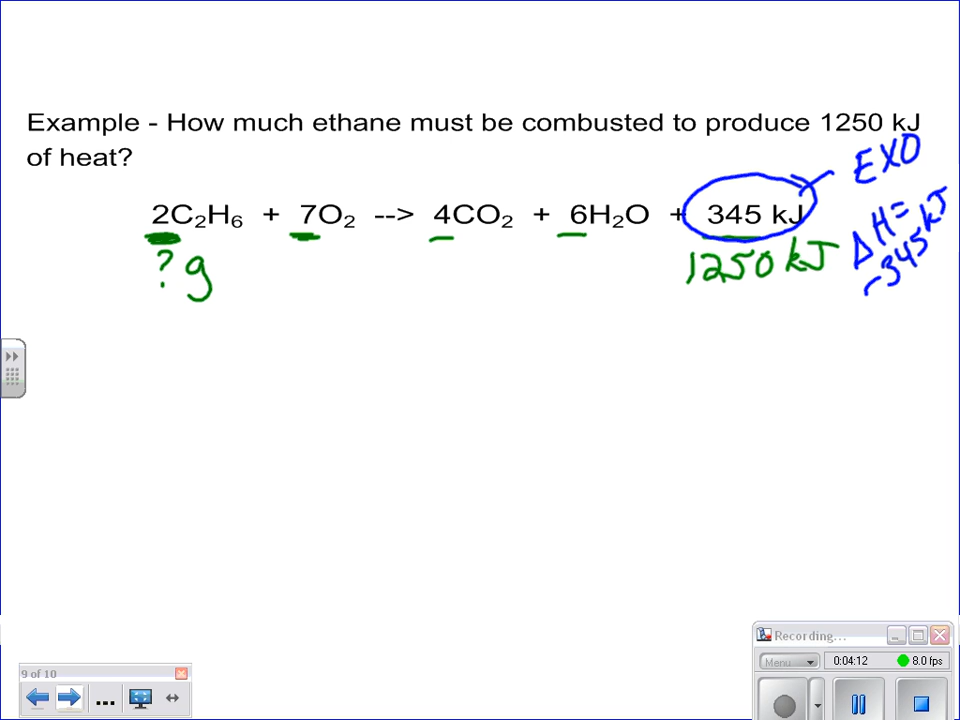 Example - How much ethane must be combusted to produce 1250 kJ
of heat?
EXO
2C₂H₆ + 7O₂ --> 4CO₂ + 6H₂O + 345 kJ
ΔH=
-345 kJ
? g
1250 kJ
9 of 10
...
Recording...
Menu
0:04:12
8.0 fps